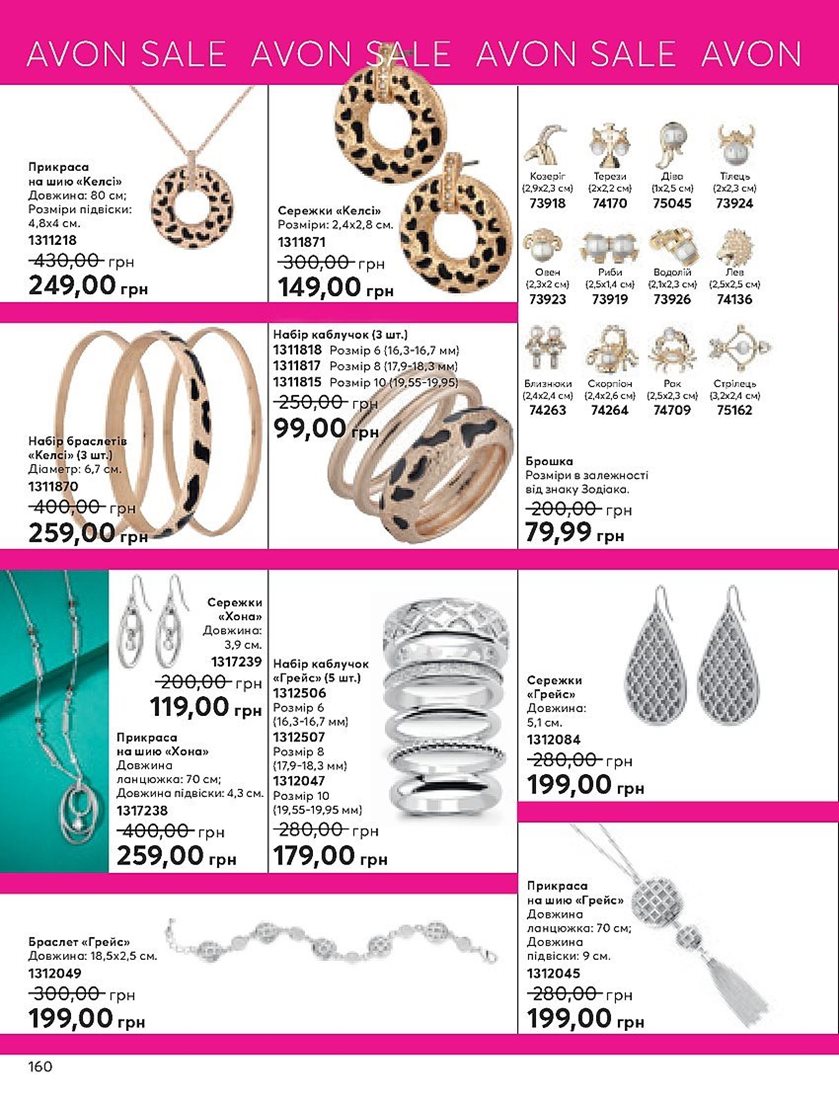 AVON SALE AVON SALE AVON SALE AVON
Прикраса
на шию «Келсі»
Довжина: 80 см;
Розміри підвіски:
4,8х4 см.
1311218
430,00 грн
249,00 грн
Сережки «Келсі»
Розміри: 2,4х2,8 см.
1311871
300,00 грн
149,00 грн
Козеріг
(2,9х2,3 см)
73918
Терези
(2х2,2 см)
74170
Діва
(1х2,5 см)
75045
Тілець
(2х2,3 см)
73924
Овен
(2,3х2 см)
73923
Риби
(2,5х1,4 см)
73919
Водолій
(2,1х2,3 см)
73926
Лев
(2,5х2,5 см)
74136
Близнюки
(2,4х2,4 см)
74263
Скорпіон
(2,4х2,6 см)
74264
Рак
(2,5х2,3 см)
74709
Стрілець
(3,2х2,4 см)
75162
Брошка
Розміри в залежності
від знаку Зодіака.
200,00 грн
79,99 грн
Набір браслетів
«Келсі» (3 шт.)
Діаметр: 6,7 см.
1311870
400,00 грн
259,00 грн
Набір каблучок (3 шт.)
1311818 Розмір 6 (16,3-16,7 мм)
1311817 Розмір 8 (17,9-18,3 мм)
1311815 Розмір 10 (19,55-19,95)
250,00 грн
99,00 грн
Сережки
«Хона»
Довжина:
3,9 см.
1317239
200,00 грн
119,00 грн
Прикраса
на шию «Хона»
Довжина
ланцюжка: 70 см;
Довжина підвіски: 4,3 см.
1317238
400,00 грн
259,00 грн
Набір каблучок
«Грейс» (5 шт.)
1312506
Розмір 6
(16,3-16,7 мм)
1312507
Розмір 8
(17,9-18,3 мм)
1312047
Розмір 10
(19,55-19,95 мм)
280,00 грн
179,00 грн
Сережки
«Грейс»
Довжина:
5,1 см.
1312084
280,00 грн
199,00 грн
Браслет «Грейс»
Довжина: 18,5х2,5 см.
1312049
300,00 грн
199,00 грн
Прикраса
на шию «Грейс»
Довжина
ланцюжка: 70 см;
Довжина
підвіски: 9 см.
1312045
280,00 грн
199,00 грн
160